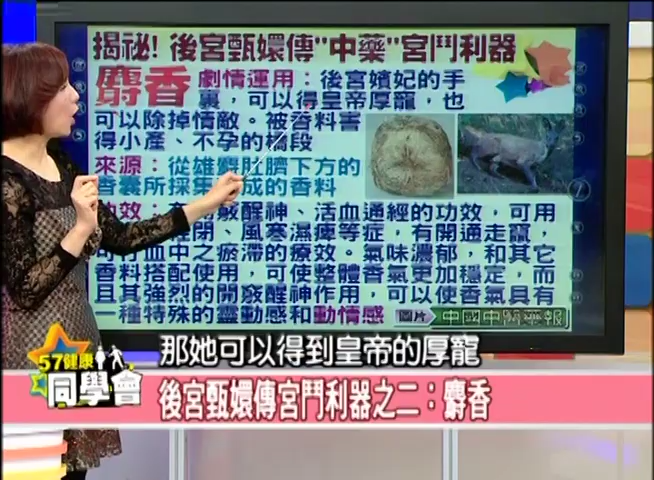 揭祕! 後宮甄嬛傳"中藥"宮鬥利器
麝香 劇情運用：後宮嬪妃的手
裏，可以得皇帝厚寵，也
可以除掉情敵。被香料害
得小產、不孕的橋段
來源：從雄麝肚臍下方的
香囊所採集 成的香料
功效： 竅醒神、活血通經的功效，可用
閉、風寒濕痺等症，有開通走竄，
可行血中之瘀滯的療效。氣味濃郁，和其它
香料搭配使用，可使整體香氣更加穩定，而
且其強烈的開竅醒神作用，可以使香氣具有
一種特殊的靈動感和動情感
圖片 中國中醫藥報
那她可以得到皇帝的厚寵
57健康
同學會
後宮甄嬛傳宮鬥利器之二：麝香